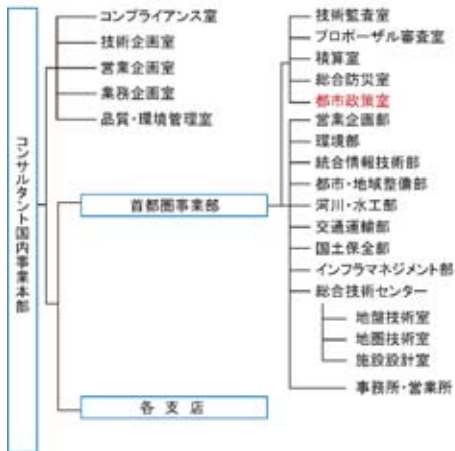 コンサルタント国内事業本部
コンプライアンス室
技術企画室
営業企画室
業務企画室
品質・環境管理室
首都圏事業部
技術監査室
プロポーザル審査室
積算室
総合防災室
都市政策室
営業企画部
環境部
統合情報技術部
都市・地域整備部
河川・水工部
交通運輸部
国土保全部
インフラマネジメント部
総合技術センター
地盤技術室
地圏技術室
施設設計室
事務所・営業所
各支店